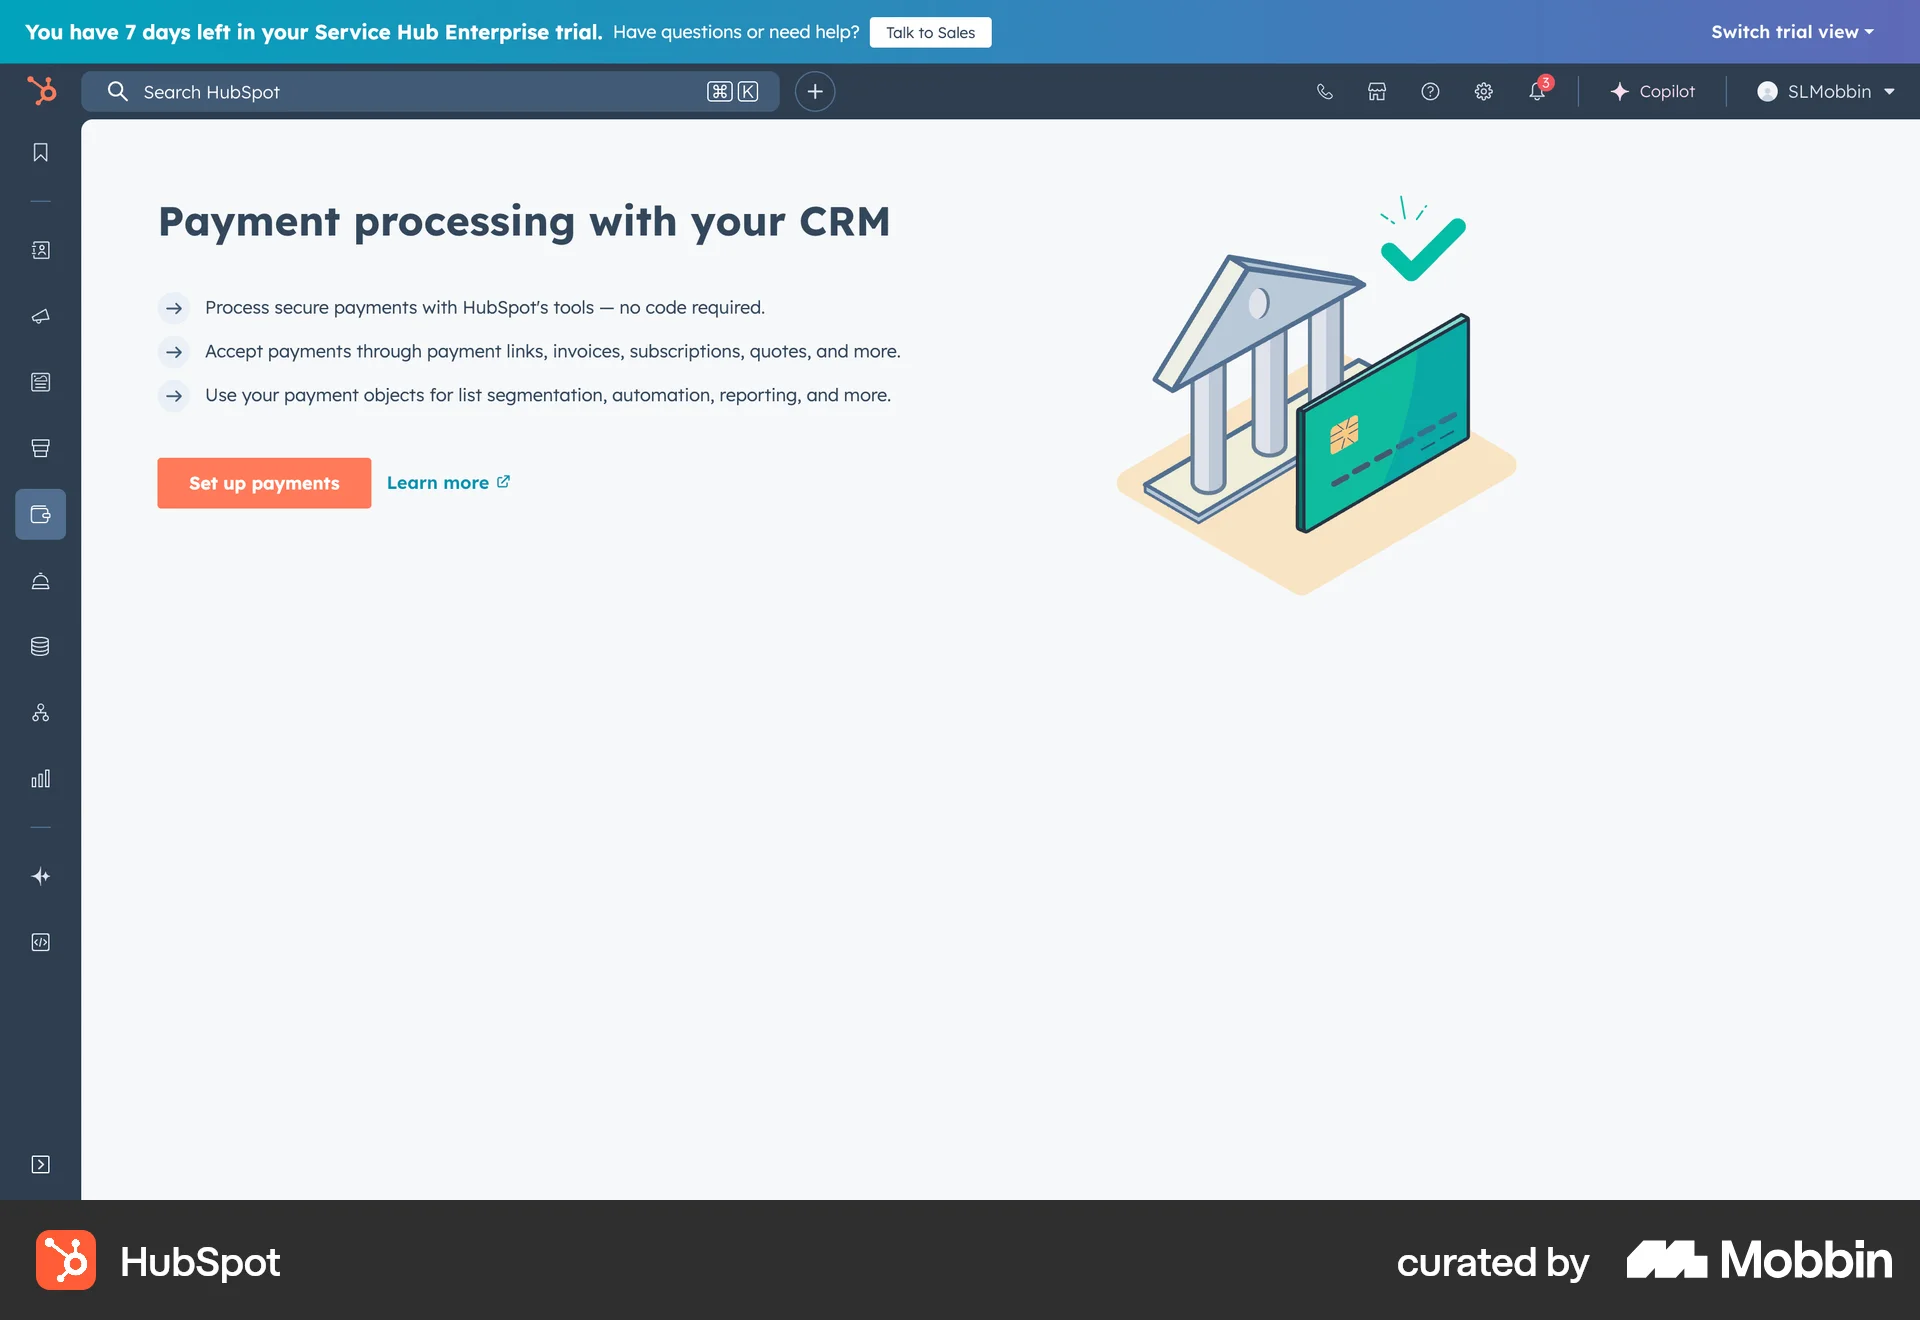 You have 7 days left in your Service Hub Enterprise trial. Have questions or need help? Talk to Sales Switch trial view
Search HubSpot ⌘ K 3 Copilot SLMobbin
Payment processing with your CRM
Process secure payments with HubSpot's tools — no code required.
Accept payments through payment links, invoices, subscriptions, quotes, and more.
Use your payment objects for list segmentation, automation, reporting, and more.
Set up payments Learn more
HubSpot curated by Mobbin